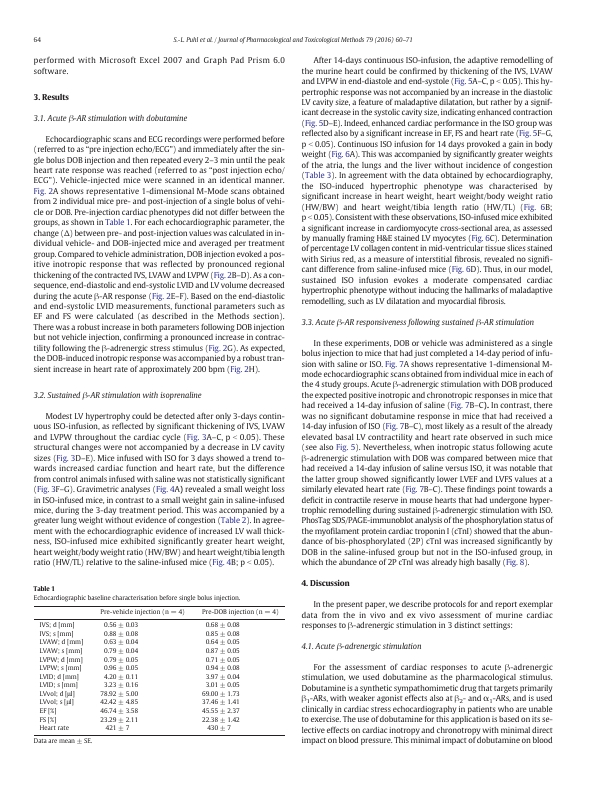 64
S.-L. Puhl et al. / Journal of Pharmacological and Toxicological Methods 79 (2016) 60–71
performed with Microsoft Excel 2007 and Graph Pad Prism 6.0
software.
3. Results
3.1. Acute β-AR stimulation with dobutamine
Echocardiographic scans and ECG recordings were performed before
(referred to as “pre injection echo/ECG”) and immediately after the sin-
gle bolus DOB injection and then repeated every 2–3 min until the peak
heart rate response was reached (referred to as “post injection echo/
ECG”). Vehicle-injected mice were scanned in an identical manner.
Fig. 2A shows representative 1-dimensional M-Mode scans obtained
from 2 individual mice pre- and post-injection of a single bolus of vehi-
cle or DOB. Pre-injection cardiac phenotypes did not differ between the
groups, as shown in Table 1. For each echocardiographic parameter, the
change (Δ) between pre- and post-injection values was calculated in in-
dividual vehicle- and DOB-injected mice and averaged per treatment
group. Compared to vehicle administration, DOB injection evoked a pos-
itive inotropic response that was reflected by pronounced regional
thickening of the contracted IVS, LVAW and LVPW (Fig. 2B–D). As a con-
sequence, end-diastolic and end-systolic LVID and LV volume decreased
during the acute β-AR response (Fig. 2E–F). Based on the end-diastolic
and end-systolic LVID measurements, functional parameters such as
EF and FS were calculated (as described in the Methods section).
There was a robust increase in both parameters following DOB injection
but not vehicle injection, confirming a pronounced increase in contrac-
tility following the β-adrenergic stress stimulus (Fig. 2G). As expected,
the DOB-induced inotropic response was accompanied by a robust tran-
sient increase in heart rate of approximately 200 bpm (Fig. 2H).
3.2. Sustained β-AR stimulation with isoprenaline
Modest LV hypertrophy could be detected after only 3-days contin-
uous ISO-infusion, as reflected by significant thickening of IVS, LVAW
and LVPW throughout the cardiac cycle (Fig. 3A–C, p < 0.05). These
structural changes were not accompanied by a decrease in LV cavity
sizes (Fig. 3D–E). Mice infused with ISO for 3 days showed a trend to-
wards increased cardiac function and heart rate, but the difference
from control animals infused with saline was not statistically significant
(Fig. 3F–G). Gravimetric analyses (Fig. 4A) revealed a small weight loss
in ISO-infused mice, in contrast to a small weight gain in saline-infused
mice, during the 3-day treatment period. This was accompanied by a
greater lung weight without evidence of congestion (Table 2). In agree-
ment with the echocardiographic evidence of increased LV wall thick-
ness, ISO-infused mice exhibited significantly greater heart weight,
heart weight/body weight ratio (HW/BW) and heart weight/tibia length
ratio (HW/TL) relative to the saline-infused mice (Fig. 4B; p < 0.05).
Table 1
Echocardiographic baseline characterisation before single bolus injection.
Pre-vehicle injection (n = 4) Pre-DOB injection (n = 4)
IVS; d [mm] 0.56 ± 0.03 0.68 ± 0.08
IVS; s [mm] 0.88 ± 0.08 0.85 ± 0.08
LVAW; d [mm] 0.63 ± 0.04 0.64 ± 0.05
LVAW; s [mm] 0.79 ± 0.04 0.87 ± 0.05
LVPW; d [mm] 0.79 ± 0.05 0.71 ± 0.05
LVPW; s [mm] 0.96 ± 0.05 0.94 ± 0.08
LVID; d [mm] 4.20 ± 0.11 3.97 ± 0.04
LVID; s [mm] 3.23 ± 0.16 3.01 ± 0.05
LVvol; d [μl] 78.92 ± 5.00 69.00 ± 1.73
LVvol; s [μl] 42.42 ± 4.85 37.46 ± 1.41
EF [%] 46.74 ± 3.58 45.55 ± 2.37
FS [%] 23.29 ± 2.11 22.38 ± 1.42
Heart rate 421 ± 7 430 ± 7
Data are mean ± SE.
After 14-days continuous ISO-infusion, the adaptive remodelling of
the murine heart could be confirmed by thickening of the IVS, LVAW
and LVPW in end-diastole and end-systole (Fig. 5A–C, p < 0.05). This hy-
pertrophic response was not accompanied by an increase in the diastolic
LV cavity size, a feature of maladaptive dilatation, but rather by a signif-
icant decrease in the systolic cavity size, indicating enhanced contraction
(Fig. 5D–E). Indeed, enhanced cardiac performance in the ISO group was
reflected also by a significant increase in EF, FS and heart rate (Fig. 5F–G,
p < 0.05). Continuous ISO infusion for 14 days provoked a gain in body
weight (Fig. 6A). This was accompanied by significantly greater weights
of the atria, the lungs and the liver without incidence of congestion
(Table 3). In agreement with the data obtained by echocardiography,
the ISO-induced hypertrophic phenotype was characterised by
significant increase in heart weight, heart weight/body weight ratio
(HW/BW) and heart weight/tibia length ratio (HW/TL) (Fig. 6B;
p < 0.05). Consistent with these observations, ISO-infused mice exhibited
a significant increase in cardiomyocyte cross-sectional area, as assessed
by manually framing H&E stained LV myocytes (Fig. 6C). Determination
of percentage LV collagen content in mid-ventricular tissue slices stained
with Sirius red, as a measure of interstitial fibrosis, revealed no signifi-
cant difference from saline-infused mice (Fig. 6D). Thus, in our model,
sustained ISO infusion evokes a moderate compensated cardiac
hypertrophic phenotype without inducing the hallmarks of maladaptive
remodelling, such as LV dilatation and myocardial fibrosis.
3.3. Acute β-AR responsiveness following sustained β-AR stimulation
In these experiments, DOB or vehicle was administered as a single
bolus injection to mice that had just completed a 14-day period of infu-
sion with saline or ISO. Fig. 7A shows representative 1-dimensional M-
mode echocardiographic scans obtained from individual mice in each of
the 4 study groups. Acute β-adrenergic stimulation with DOB produced
the expected positive inotropic and chronotropic responses in mice that
had received a 14-day infusion of saline (Fig. 7B–C). In contrast, there
was no significant dobutamine response in mice that had received a
14-day infusion of ISO (Fig. 7B–C), most likely as a result of the already
elevated basal LV contractility and heart rate observed in such mice
(see also Fig. 5). Nevertheless, when inotropic status following acute
β-adrenergic stimulation with DOB was compared between mice that
had received a 14-day infusion of saline versus ISO, it was notable that
the latter group showed significantly lower LVEF and LVFS values at a
similarly elevated heart rate (Fig. 7B–C). These findings point towards a
deficit in contractile reserve in mouse hearts that had undergone hyper-
trophic remodelling during sustained β-adrenergic stimulation with ISO.
PhosTag SDS/PAGE-immunoblot analysis of the phosphorylation status of
the myofilament protein cardiac troponin I (cTnI) showed that the abun-
dance of bis-phosphorylated (2P) cTnI was increased significantly by
DOB in the saline-infused group but not in the ISO-infused group, in
which the abundance of 2P cTnI was already high basally (Fig. 8).
4. Discussion
In the present paper, we describe protocols for and report exemplar
data from the in vivo and ex vivo assessment of murine cardiac
responses to β-adrenergic stimulation in 3 distinct settings:
4.1. Acute β-adrenergic stimulation
For the assessment of cardiac responses to acute β-adrenergic
stimulation, we used dobutamine as the pharmacological stimulus.
Dobutamine is a synthetic sympathomimetic drug that targets primarily
β1-ARs, with weaker agonist effects also at β2- and α1-ARs, and is used
clinically in cardiac stress echocardiography in patients who are unable
to exercise. The use of dobutamine for this application is based on its se-
lective effects on cardiac inotropy and chronotropy with minimal direct
impact on blood pressure. This minimal impact of dobutamine on blood